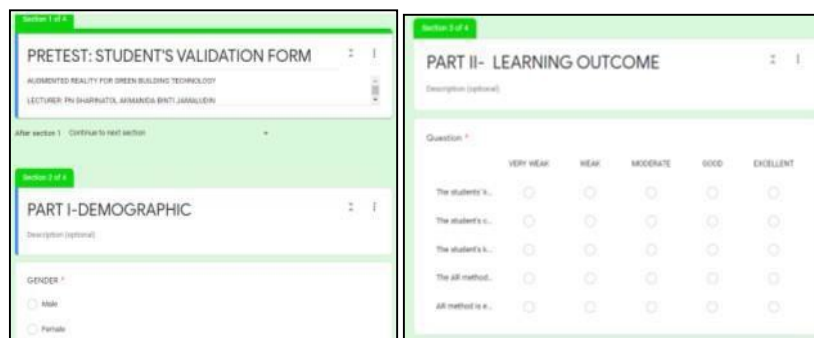 Section 1 of 4
PRETEST: STUDENT'S VALIDATION FORM
AUGMENTED REALITY FOR GREEN BUILDING TECHNOLOGY
LECTURER: PN SHARINATOL AKMANIDA BINTI JAMALUDIN
After section 1 Continue to next section
Section 2 of 4
PART I-DEMOGRAPHIC
Description (optional)
GENDER *
Male
Female
Section 3 of 4
PART II- LEARNING OUTCOME
Description (optional)
Question *
VERY WEAK WEAK MODERATE GOOD EXCELLENT
The students' k...
The student's c...
The student's k...
The AR method...
AR method is e...